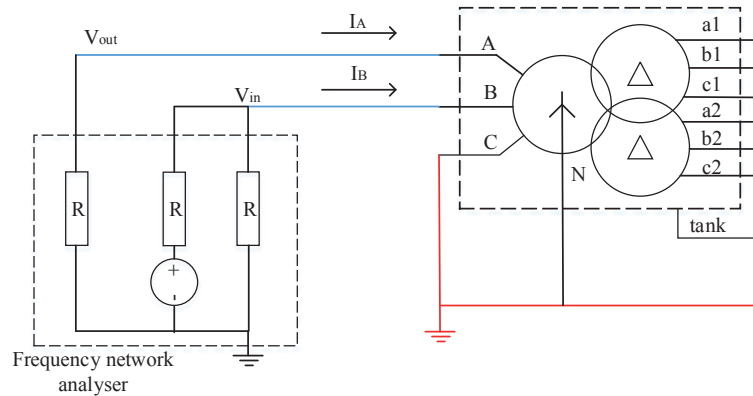 IA
Vout
A
a1
b1
IB
c1
Vin
B
a2
b2
C
c2
N
R
R
R
tank
+
-
Frequency network
analyser